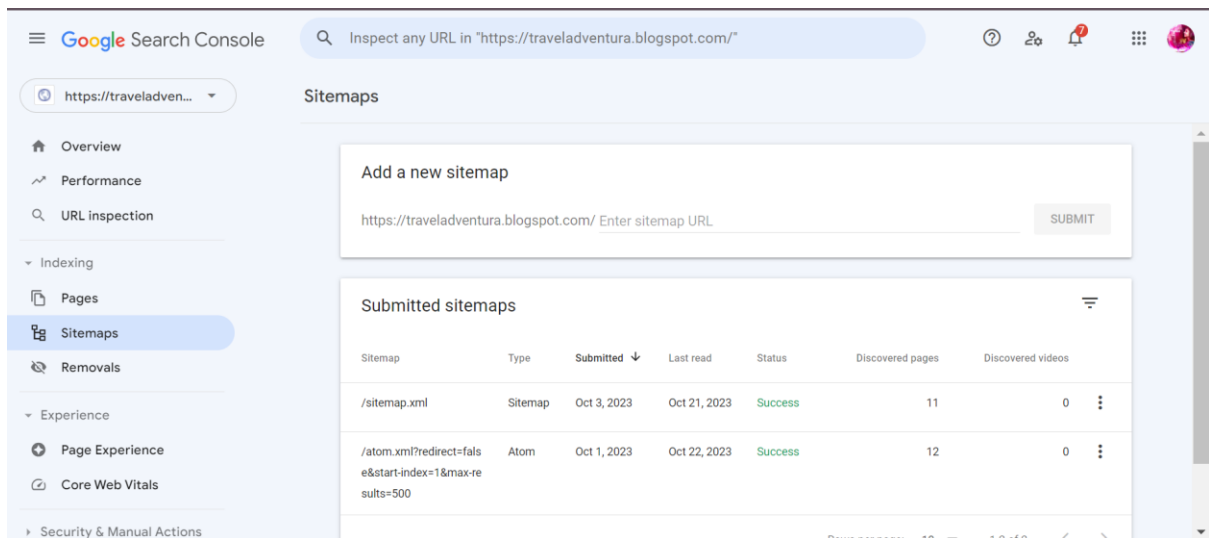 Google Search Console
Inspect any URL in "https://traveladventura.blogspot.com/"
7
https://traveladven...
Sitemaps
Overview
Performance
URL inspection
Indexing
Pages
Sitemaps
Removals
Experience
Page Experience
Core Web Vitals
Security & Manual Actions
Add a new sitemap
https://traveladventura.blogspot.com/ Enter sitemap URL
SUBMIT
Submitted sitemaps
Sitemap Type Submitted Last read Status Discovered pages Discovered videos
/sitemap.xml Sitemap Oct 3, 2023 Oct 21, 2023 Success 11 0
/atom.xml?redirect=fals Atom Oct 1, 2023 Oct 22, 2023 Success 12 0
e&start-index=1&max-re
sults=500